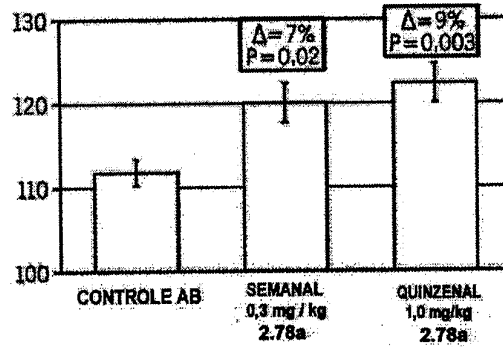 130
120
110
100
Δ=7%
P=0,02
Δ=9%
P=0,003
CONTROLE AB
SEMANAL
0,3 mg / kg
2.78a
QUINZENAL
1,0 mg/kg
2.78a